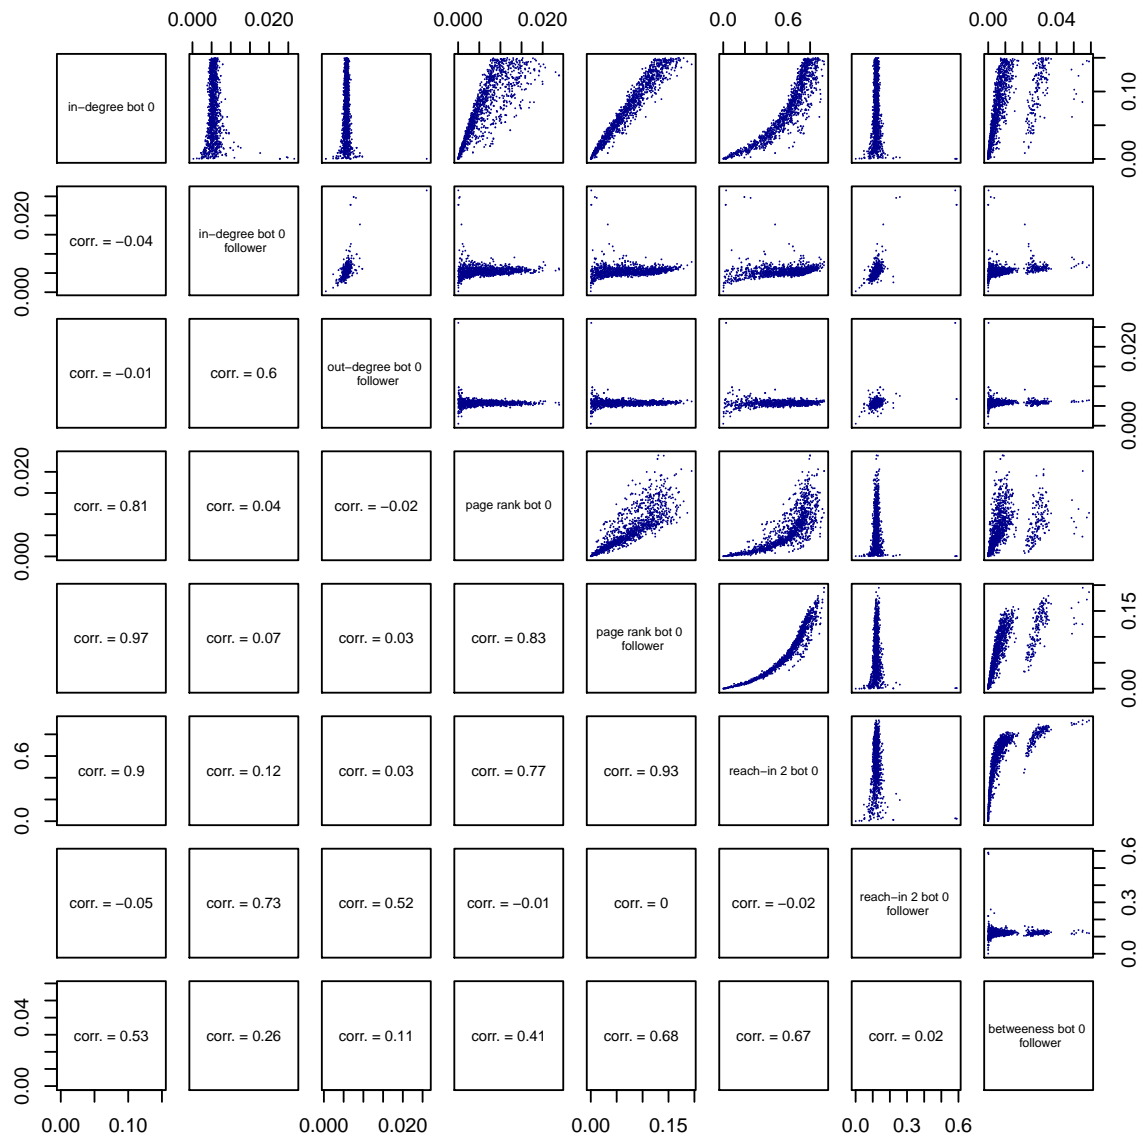 0.000 0.020 0.000 0.020 0.0 0.6 0.00 0.04
in−degree bot 0
0.00 0.10
0.000 0.020
corr. = −0.04
in−degree bot 0
follower
corr. = −0.01
corr. = 0.6
out−degree bot 0
follower
0.000 0.020
0.000 0.020
corr. = 0.81
corr. = 0.04
corr. = −0.02
page rank bot 0
corr. = 0.97
corr. = 0.07
corr. = 0.03
corr. = 0.83
page rank bot 0
follower
0.00 0.15
0.0 0.6
corr. = 0.9
corr. = 0.12
corr. = 0.03
corr. = 0.77
corr. = 0.93
reach−in 2 bot 0
corr. = −0.05
corr. = 0.73
corr. = 0.52
corr. = −0.01
corr. = 0
corr. = −0.02
reach−in 2 bot 0
follower
0.0 0.3 0.6
0.00 0.04
corr. = 0.53
corr. = 0.26
corr. = 0.11
corr. = 0.41
corr. = 0.68
corr. = 0.67
corr. = 0.02
betweeness bot 0
follower
0.00 0.10 0.000 0.020 0.00 0.15 0.0 0.3 0.6